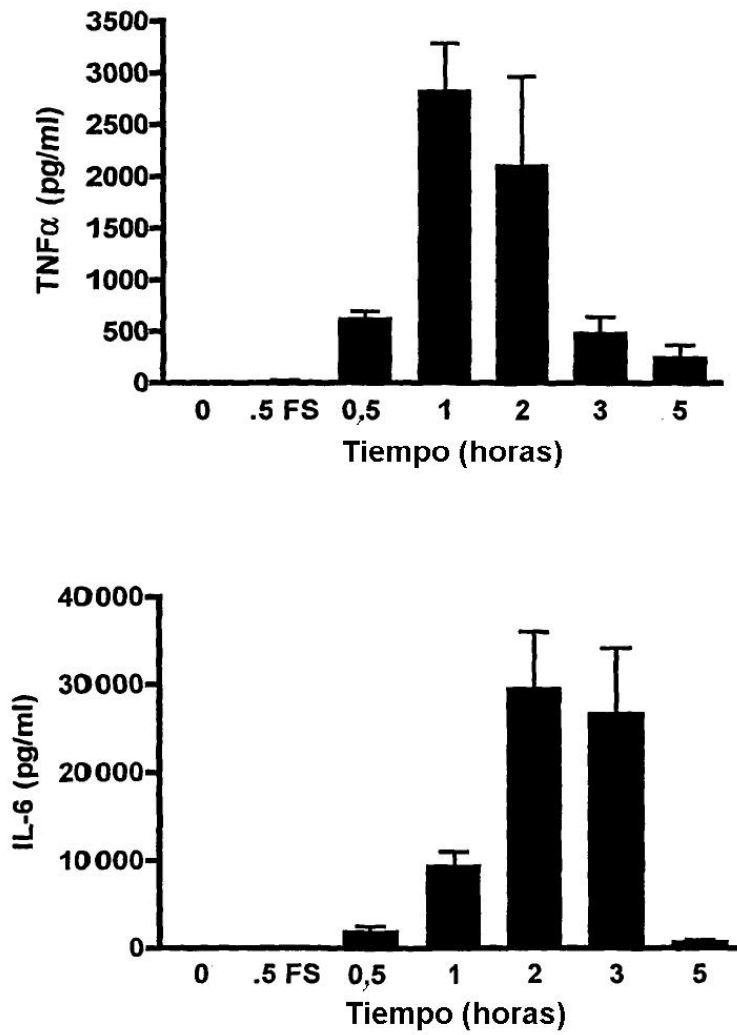 3500
3000
2500
2000
1500
1000
500
0
TNFα (pg/ml)
0 .5 FS 0,5 1 2 3 5
Tiempo (horas)
40000
30000
20000
10000
0
IL-6 (pg/ml)
0 .5 FS 0,5 1 2 3 5
Tiempo (horas)